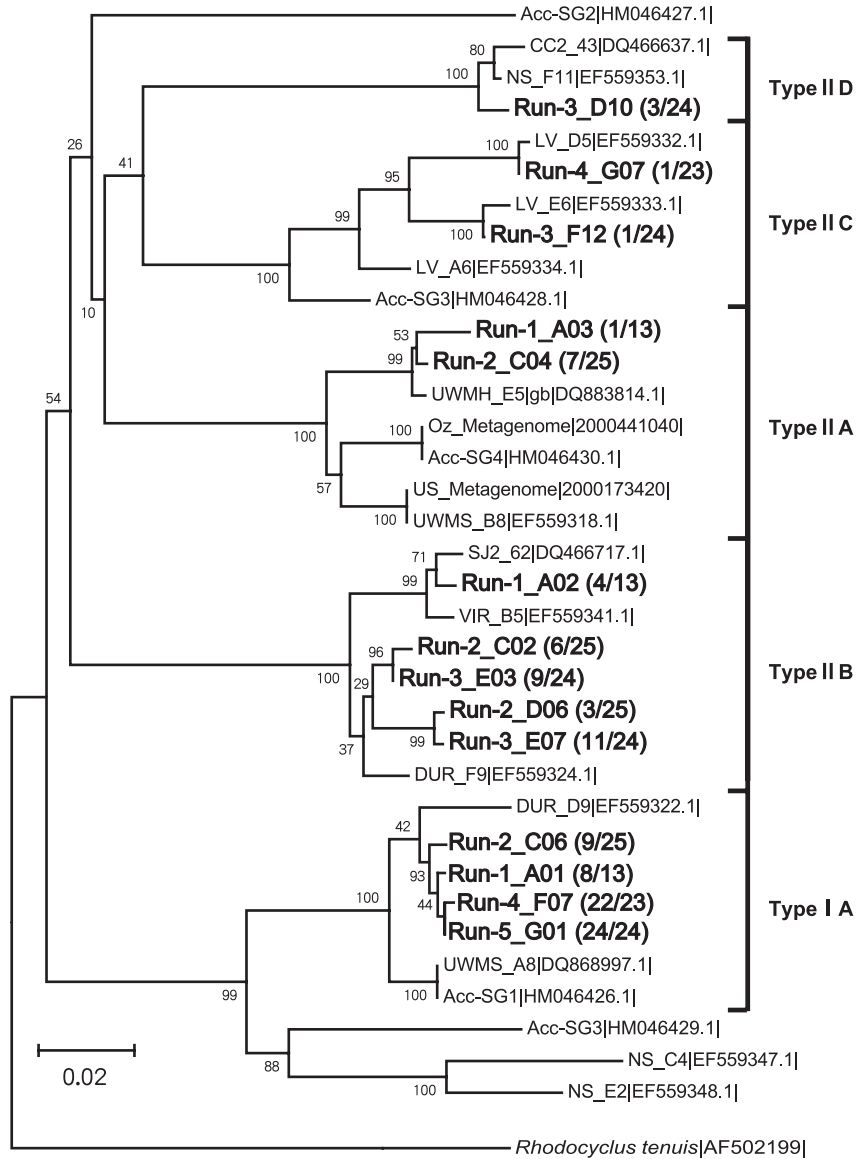 Acc-SG2|HM046427.1|
80
CC2_43|DQ466637.1|
100
NS_F11|EF559353.1|
Type II D
Run-3_D10 (3/24)
26
41
100
LV_D5|EF559332.1|
Run-4_G07 (1/23)
95
LV_E6|EF559333.1|
Type II C
99
100
Run-3_F12 (1/24)
100
LV_A6|EF559334.1|
Acc-SG3|HM046428.1|
10
53
Run-1_A03 (1/13)
99
Run-2_C04 (7/25)
UWMH_E5|gb|DQ883814.1|
54
100
100
Oz_Metagenome|2000441040|
Type II A
Acc-SG4|HM046430.1|
57
US_Metagenome|2000173420|
100
UWMS_B8|EF559318.1|
71
SJ2_62|DQ466717.1|
99
Run-1_A02 (4/13)
VIR_B5|EF559341.1|
96
Run-2_C02 (6/25)
100
29
Run-3_E03 (9/24)
Type II B
Run-2_D06 (3/25)
37
99
Run-3_E07 (11/24)
DUR_F9|EF559324.1|
DUR_D9|EF559322.1|
42
Run-2_C06 (9/25)
93
Run-1_A01 (8/13)
100
44
Run-4_F07 (22/23)
Type I A
Run-5_G01 (24/24)
UWMS_A8|DQ868997.1|
99
100
Acc-SG1|HM046426.1|
Acc-SG3|HM046429.1|
88
NS_C4|EF559347.1|
0.02
100
NS_E2|EF559348.1|
Rhodocyclus tenuis|AF502199|